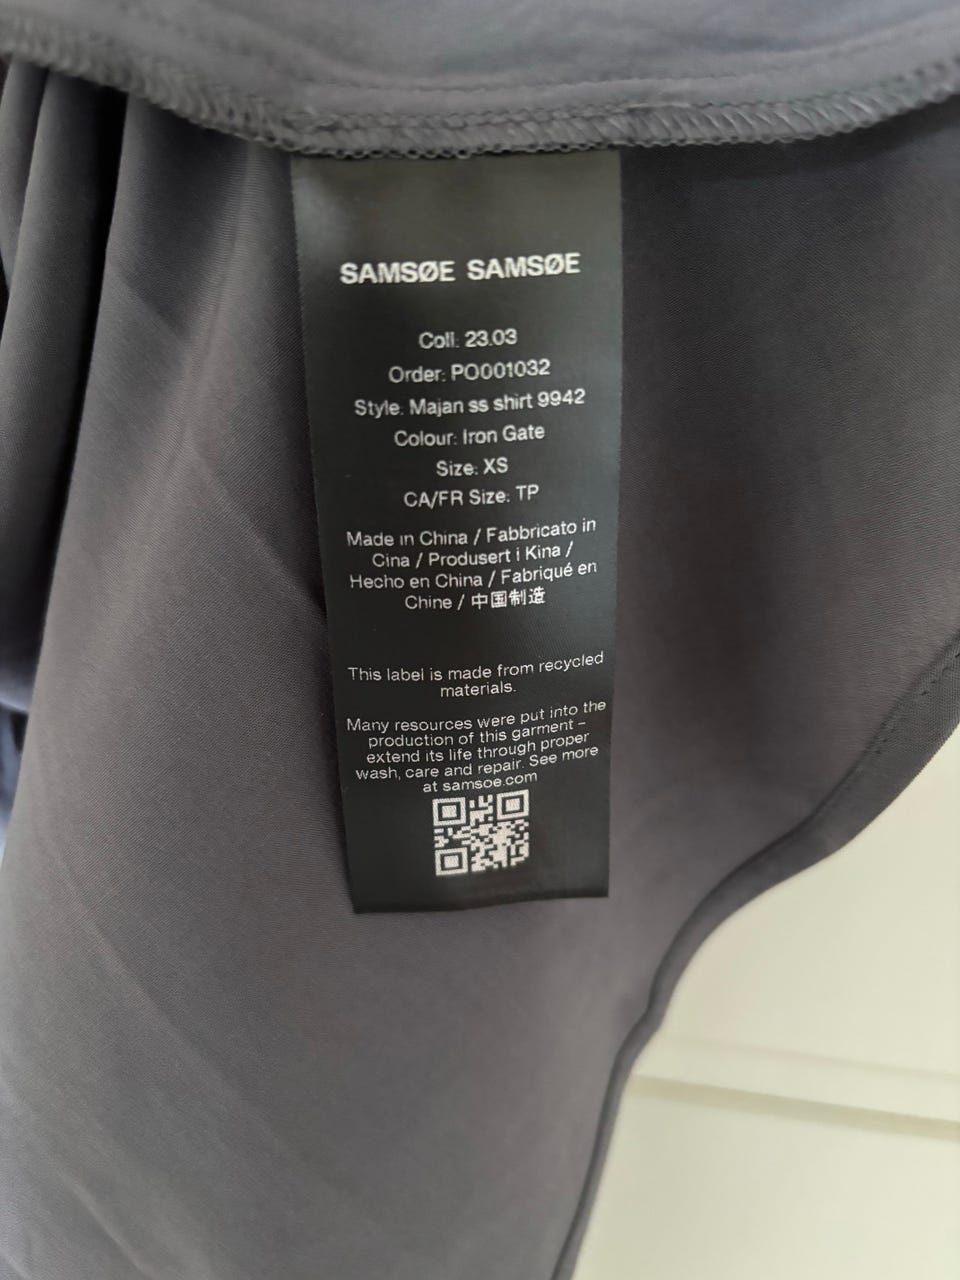 SAMSØE SAMSØE
Coll: 23.03
Order: PO001032
Style: Majan ss shirt 9942
Colour: Iron Gate
Size: XS
CA/FR Size: TP
Made in China / Fabbricato in
Cina / Produsert i Kina /
Hecho en China / Fabriqué en
Chine / 中国制造
This label is made from recycled
materials.
Many resources were put into the
production of this garment –
extend its life through proper
wash, care and repair. See more
at samsoe.com